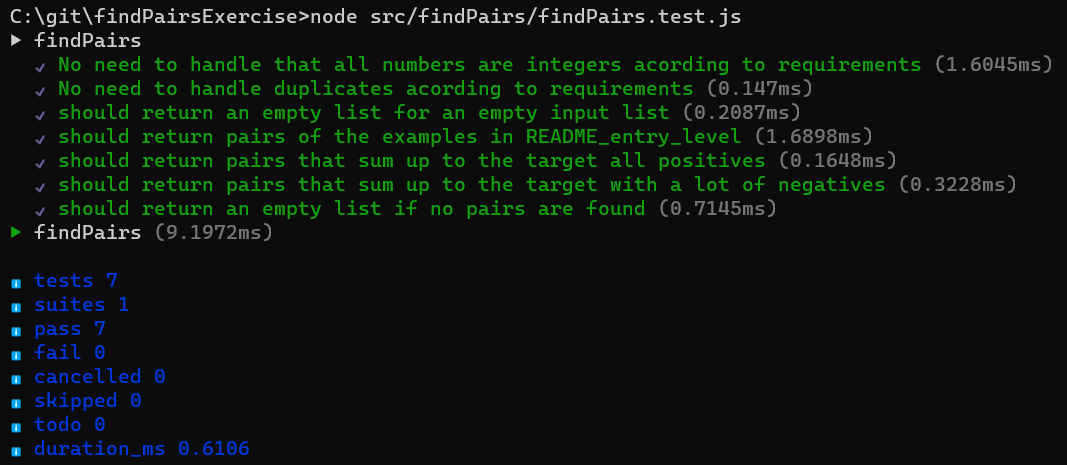 C:\git\findPairsExercise>node src/findPairs/findPairs.test.js
▶ findPairs
✔ No need to handle that all numbers are integers acording to requirements (1.6045ms)
✔ No need to handle duplicates acording to requirements (0.147ms)
✔ should return an empty list for an empty input list (0.2087ms)
✔ should return pairs of the examples in README_entry_level (1.6898ms)
✔ should return pairs that sum up to the target all positives (0.1648ms)
✔ should return pairs that sum up to the target with a lot of negatives (0.3228ms)
✔ should return an empty list if no pairs are found (0.7145ms)
▶ findPairs (9.1972ms)
ℹ tests 7
ℹ suites 1
ℹ pass 7
ℹ fail 0
ℹ cancelled 0
ℹ skipped 0
ℹ todo 0
ℹ duration_ms 0.6106